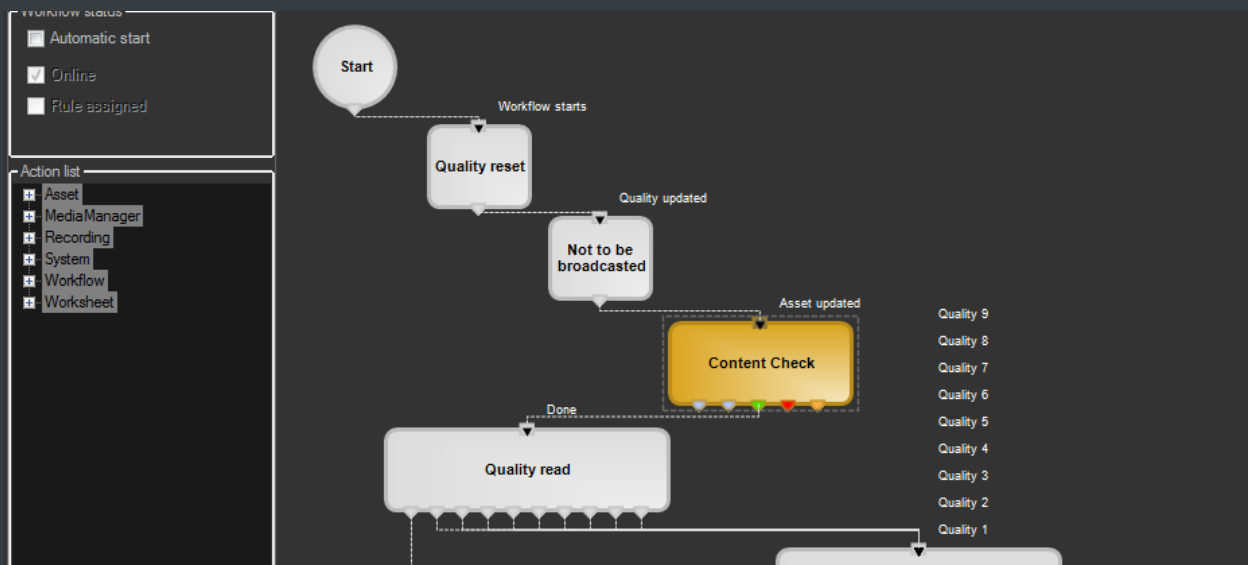 Workflow status
Automatic start
Online
Rule assigned
Action list
Asset
MediaManager
Recording
System
Workflow
Worksheet
Start
Workflow starts
Quality reset
Quality updated
Not to be
broadcasted
Asset updated
Content Check
Done
Quality read
Quality 9
Quality 8
Quality 7
Quality 6
Quality 5
Quality 4
Quality 3
Quality 2
Quality 1